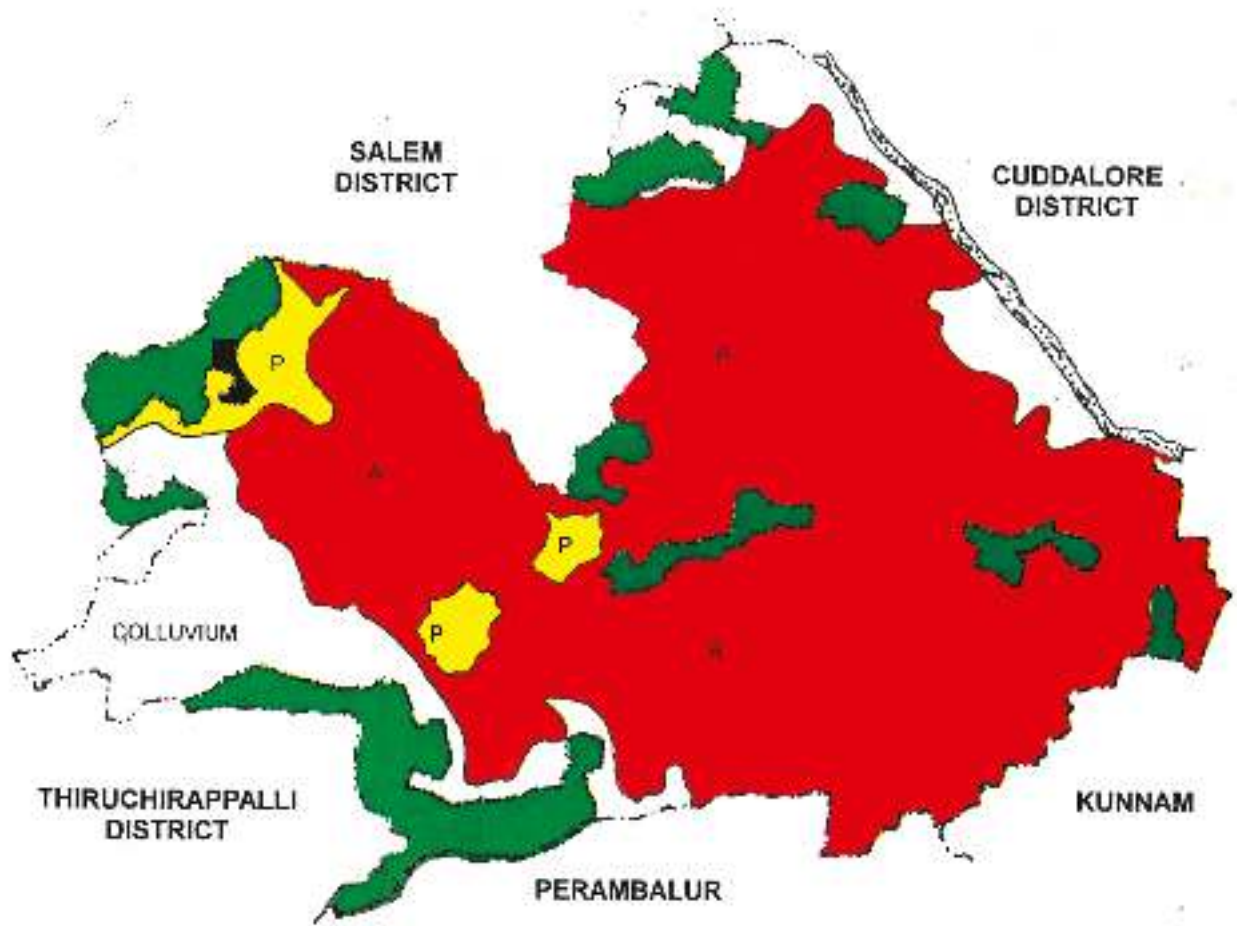 SALEM
DISTRICT
CUDDALORE
DISTRICT
P
P
P
COLLUVIUM
THIRUCHIRAPPALLI
DISTRICT
KUNNAM
PERAMBALUR